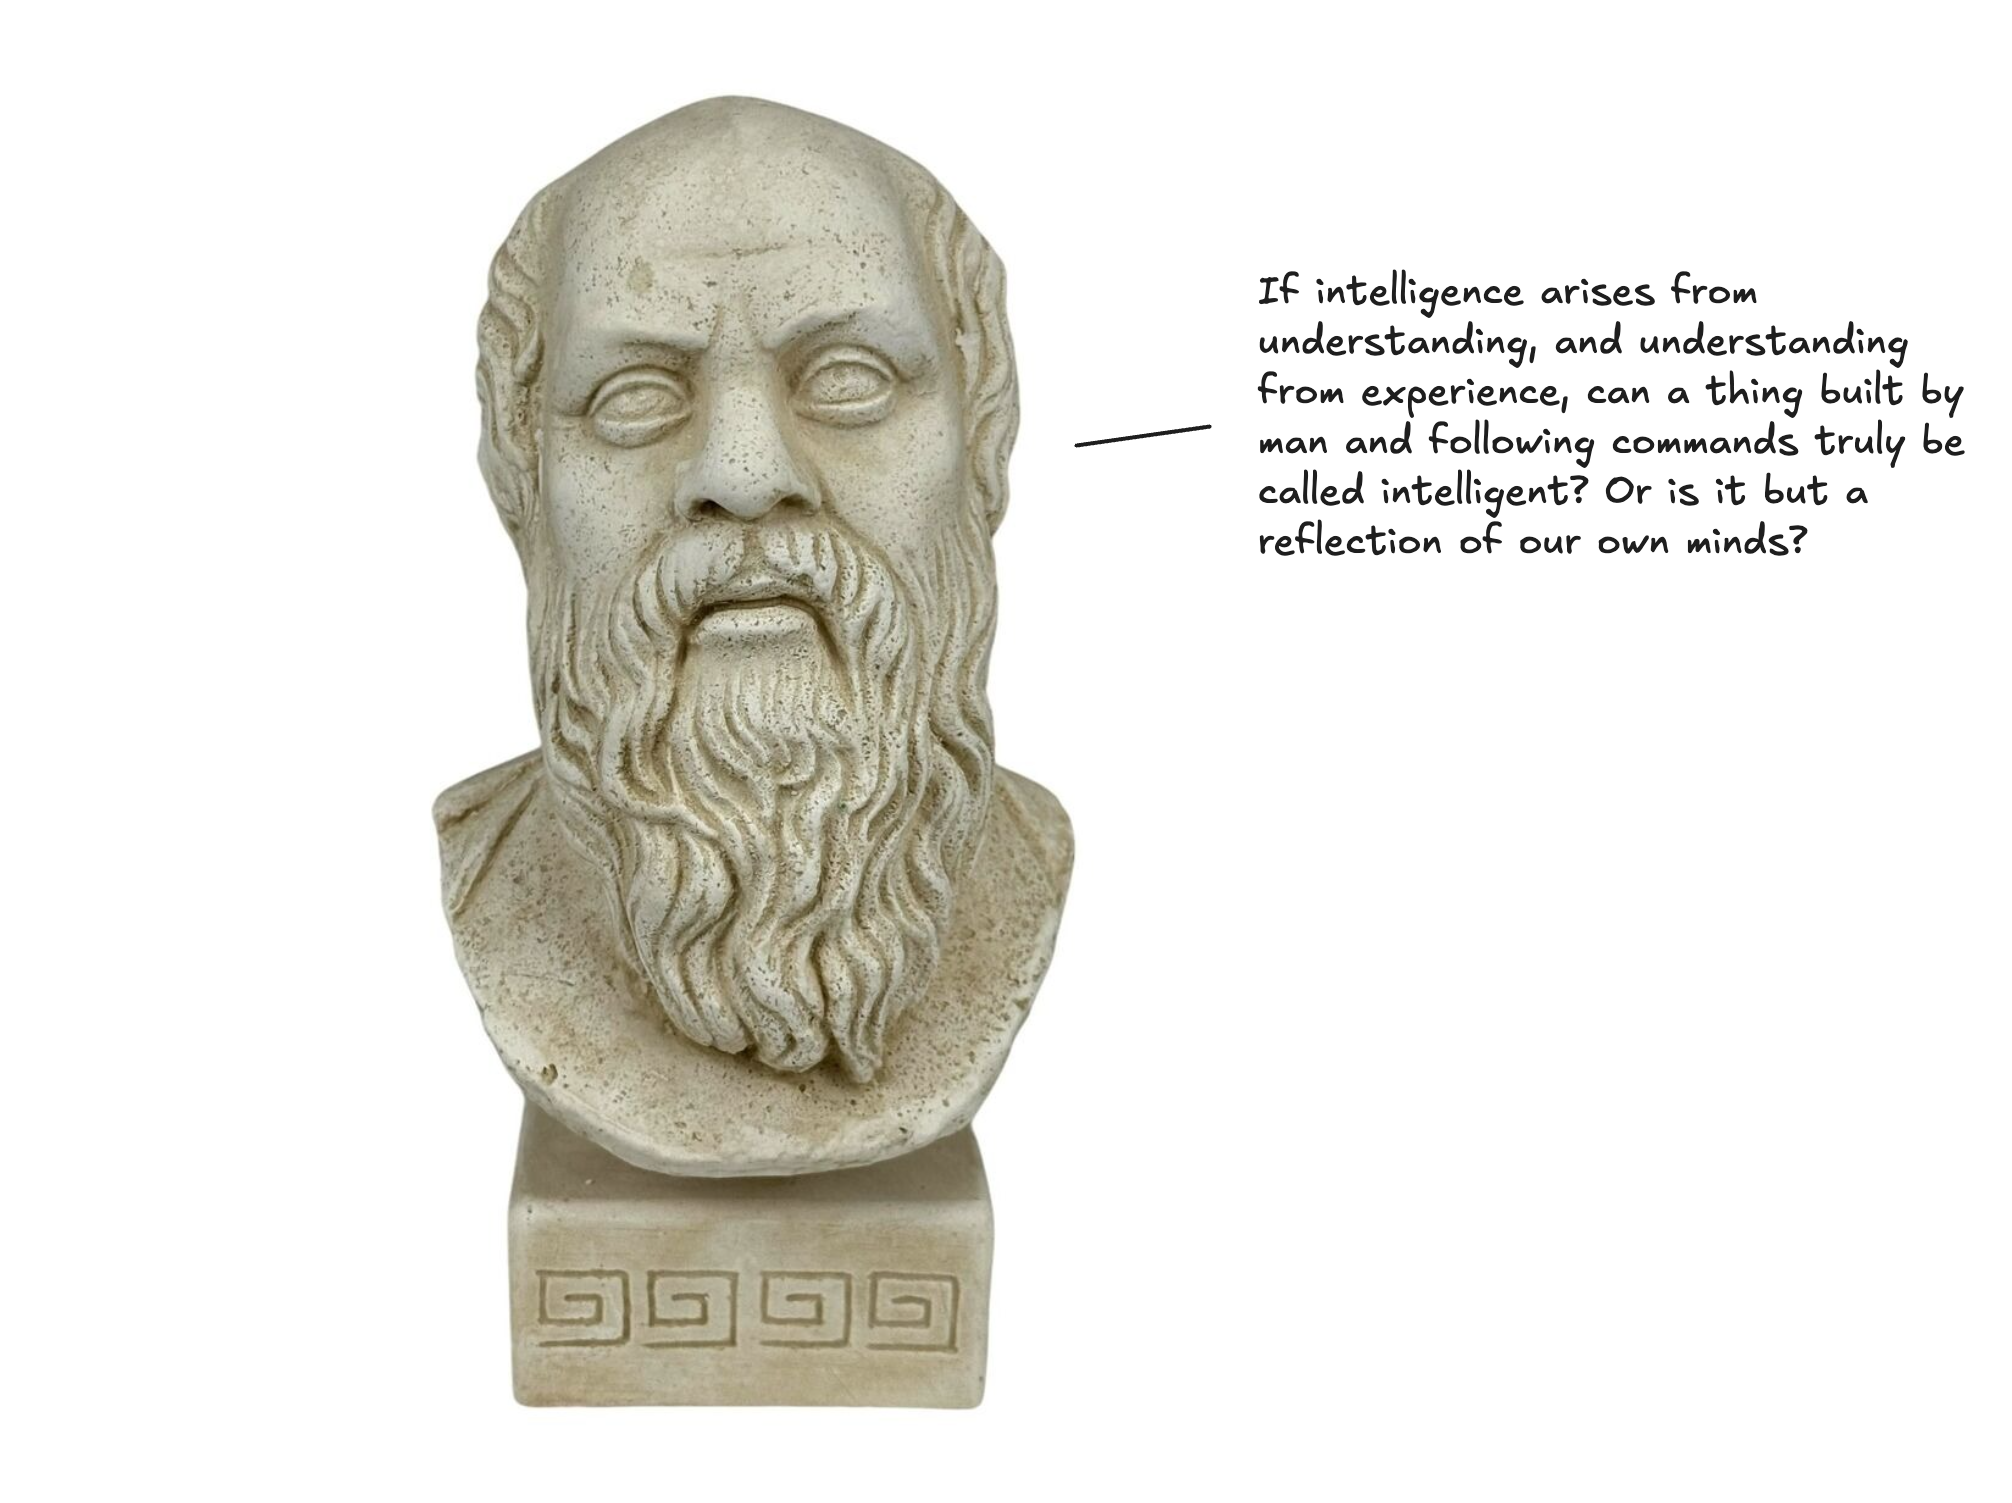 If intelligence arises from
understanding, and understanding
from experience, can a thing built by
man and following commands truly be
called intelligent? Or is it but a
reflection of our own minds?